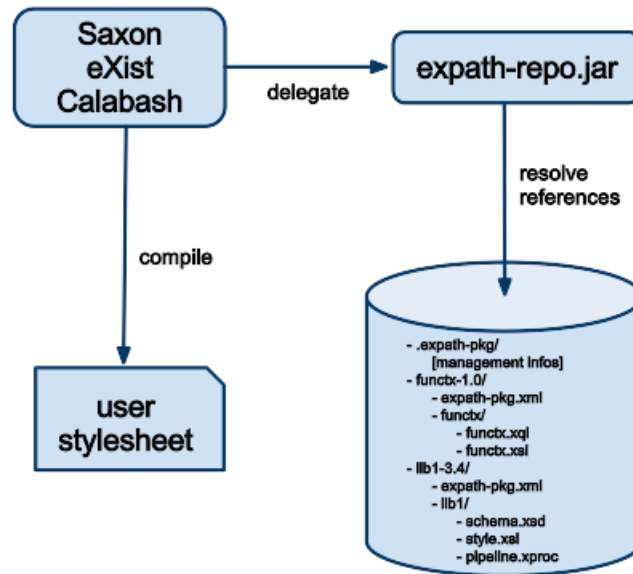 Saxon
eXist
Calabash
delegate
expath-repo.jar
resolve
references
compile
user
stylesheet
- .expath-pkg/
[management infos]
- functx-1.0/
- expath-pkg.xml
- functx/
- functx.xql
- functx.xsl
- lib1-3.4/
- expath-pkg.xml
- lib1/
- schema.xsd
- style.xsl
- pipeline.xproc